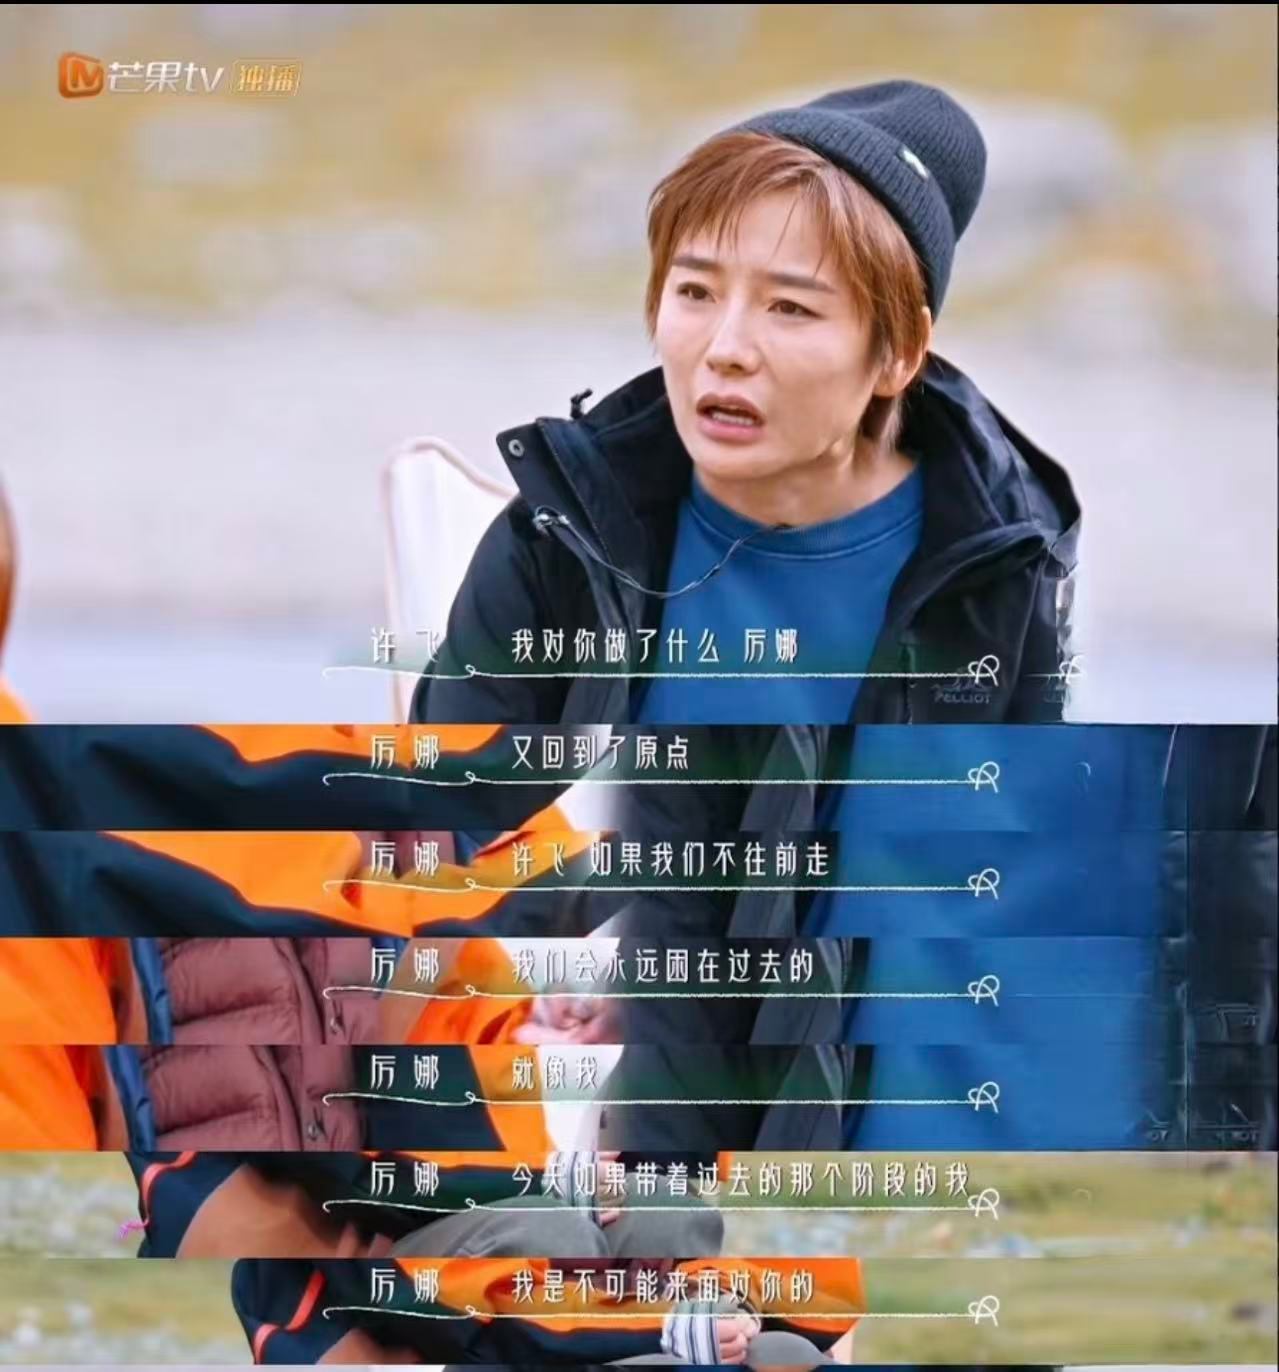 芒果tv 独播
许飞 我对你做了什么 厉娜
PELLIOT
厉娜 又回到了原点
厉娜 许飞 如果我们不往前走
厉娜 我们会永远困在过去的
厉娜 就像我
厉娜 今天如果带着过去的那个阶段的我
厉娜 我是不可能来面对你的